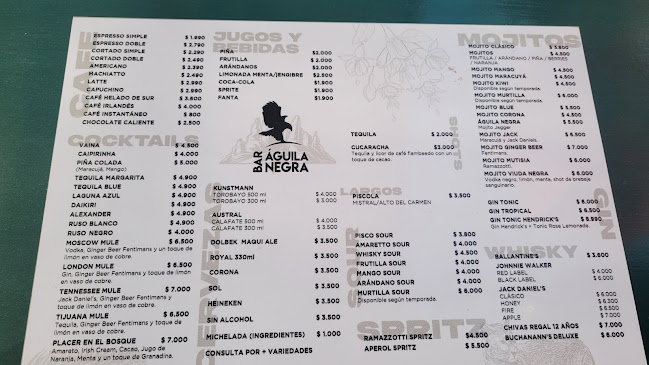 CAFÉ
ESPRESSO SIMPLE $ 1.990
ESPRESSO DOBLE $ 2.790
CORTADO SIMPLE $ 2.290
CORTADO DOBLE $ 2.490
AMERICANO $ 2.390
MACHIATTO $ 2.490
LATTE $ 2.990
CAPUCHINO $ 2.990
CAFÉ HELADO DE SUR $ 3.800
CAFÉ IRLANDÉS $ 4.000
CAFÉ INSTANTÁNEO $ 800
CHOCOLATE CALIENTE $ 2.500
COCKTAILS
VAINA $ 4.500
CAIPIRINHA $ 4.000
PIÑA COLADA $ 5.000
(Maracuyá, Mango).
TEQUILA MARGARITA $ 4.900
TEQUILA BLUE $ 4.900
LAGUNA AZUL $ 4.900
DAIKIRI $ 4.900
ALEXANDER $ 4.900
RUSO BLANCO $ 4.900
RUSO NEGRO $ 4.000
MOSCOW MULE $ 6.500
Vodka, Ginger Beer Fentimans y un toque de
limón en vaso de cobre.
LONDON MULE $ 6.500
Gin, Ginger Beer Fentimans y un toque de limón
en vaso de cobre.
TENNESSEE MULE $ 7.000
Jack Daniel's, Ginger Beer Fentimans y un
toque de limón en vaso de cobre.
TIJUANA MULE $ 6.500
Tequila, Ginger Beer Fentimans y un toque de
limón en vaso de cobre.
PLACER EN EL BOSQUE $ 7.000
Amareto, Irish Cream, Cacao, Jugo de
Naranja, Menta y un toque de Granadina.
JUGOS Y
BEBIDAS
PIÑA $2.000
FRUTILLA $ 2.000
ARÁNDANOS $ 2.000
LIMONADA MENTA/JENGIBRE $2.500
COCA-COLA $1.900
SPRITE $1.900
FANTA $1.900
BAR
ÁGUILA
NEGRA
CERVEZAS
KUNSTMANN
TOROBAYO 500 ml $ 4.000
TOROBAYO 300 ml $ 3.000
AUSTRAL
CALAFATE 500 ml $ 4.000
CALAFATE 300 ml $ 3.500
DOLBEK MAQUI ALE $ 3.500
ROYAL 330ml $ 3.500
CORONA $ 3.500
SOL $ 3.500
HEINEKEN $ 3.500
SIN ALCOHOL $ 3.500
MICHELADA (INGREDIENTES) $ 1.000
CONSULTA POR + VARIEDADES
SHOTS
TEQUILA $ 2.000
CUCARACHA $3.000
Tequila y licor de café flambeado con un
toque de cacao.
LARGOS
PISCOLA $ 3.500
MISTRAL/ALTO DEL CARMEN
SOUR
PISCO SOUR $ 3.800
AMARETTO SOUR $ 4.000
WHISKY SOUR $ 4.500
FRUTILLA SOUR $ 4.000
MANGO SOUR $ 4.000
ARÁNDANO SOUR $ 4.000
MURTILLA SOUR $ 6.000
Disponible según temporada.
SPRITZ
RAMAZZOTTI SPRITZ $4.500
APEROL SPRITZ $ 5.500
MOJITOS
MOJITO CLÁSICO $ 3.800
MOJITOS $ 4.500
FRUTILLA / ARÁNDANO / PIÑA / BERRIES
/ NARANJA
MOJITO MANGO $ 4.500
MOJITO MARACUYÁ $ 4.500
MOJITO KIWI $ 4.500
Disponible según temporada.
MOJITO MURTILLA $ 6.000
Disponible según temporada.
MOJITO BLUE $ 5.500
MOJITO CORONA $ 4.500
ÁGUILA NEGRA $ 5.500
Mojito Jagger
MOJITO JACK $ 6.500
Maracuyá y Jack Daniels.
MOJITO GINGER BEER $ 7.000
Fentimans.
MOJITO MUTISIA $ 6.000
Ramazzotti.
MOJITO VIUDA NEGRA $ 6.000
Vodka negro, limón, menta, shot de brebaje
sanguinario.
GIN
GIN TONIC $ 6.000
GIN TROPICAL $ 6.500
GIN TONIC HENDRICK'S $ 8.990
Gin Hendrick's + Tonic Rose Lemonade.
WHISKY
BALLANTINE'S $ 3.600
JOHNNIE WALKER
RED LABEL $ 4.000
BLACK LABEL $ 6.000
JACK DANIEL'S
CLÁSICO $ 5.500
HONEY $ 6.500
FIRE $ 6.500
APPLE $ 7.000
CHIVAS REGAL 12 AÑOS $ 7.000
BUCHANANN'S DELUXE $ 6.000